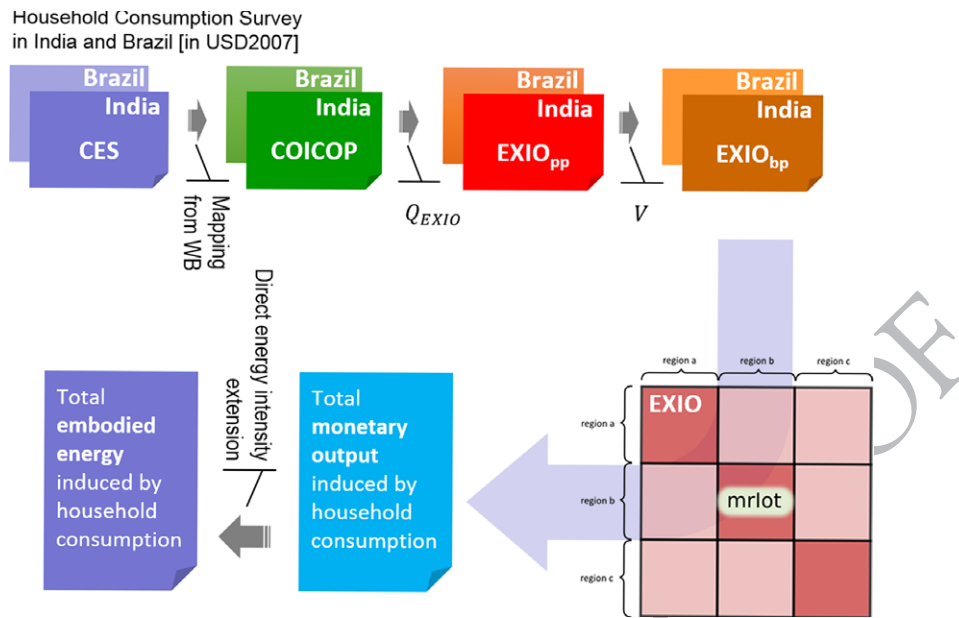 Household Consumption Survey
in India and Brazil [in USD2007]
Brazil
India
CES
Brazil
India
COICOP
Brazil
India
EXIOpp
Brazil
India
EXIObp
Mapping
from WB
Q_EXIO
V
Direct energy intensity
extension
Total
embodied
energy
induced by
household
consumption
Total
monetary
output
induced by
household
consumption
region a
region b
region c
region a
region b
region c
EXIO
mrIot